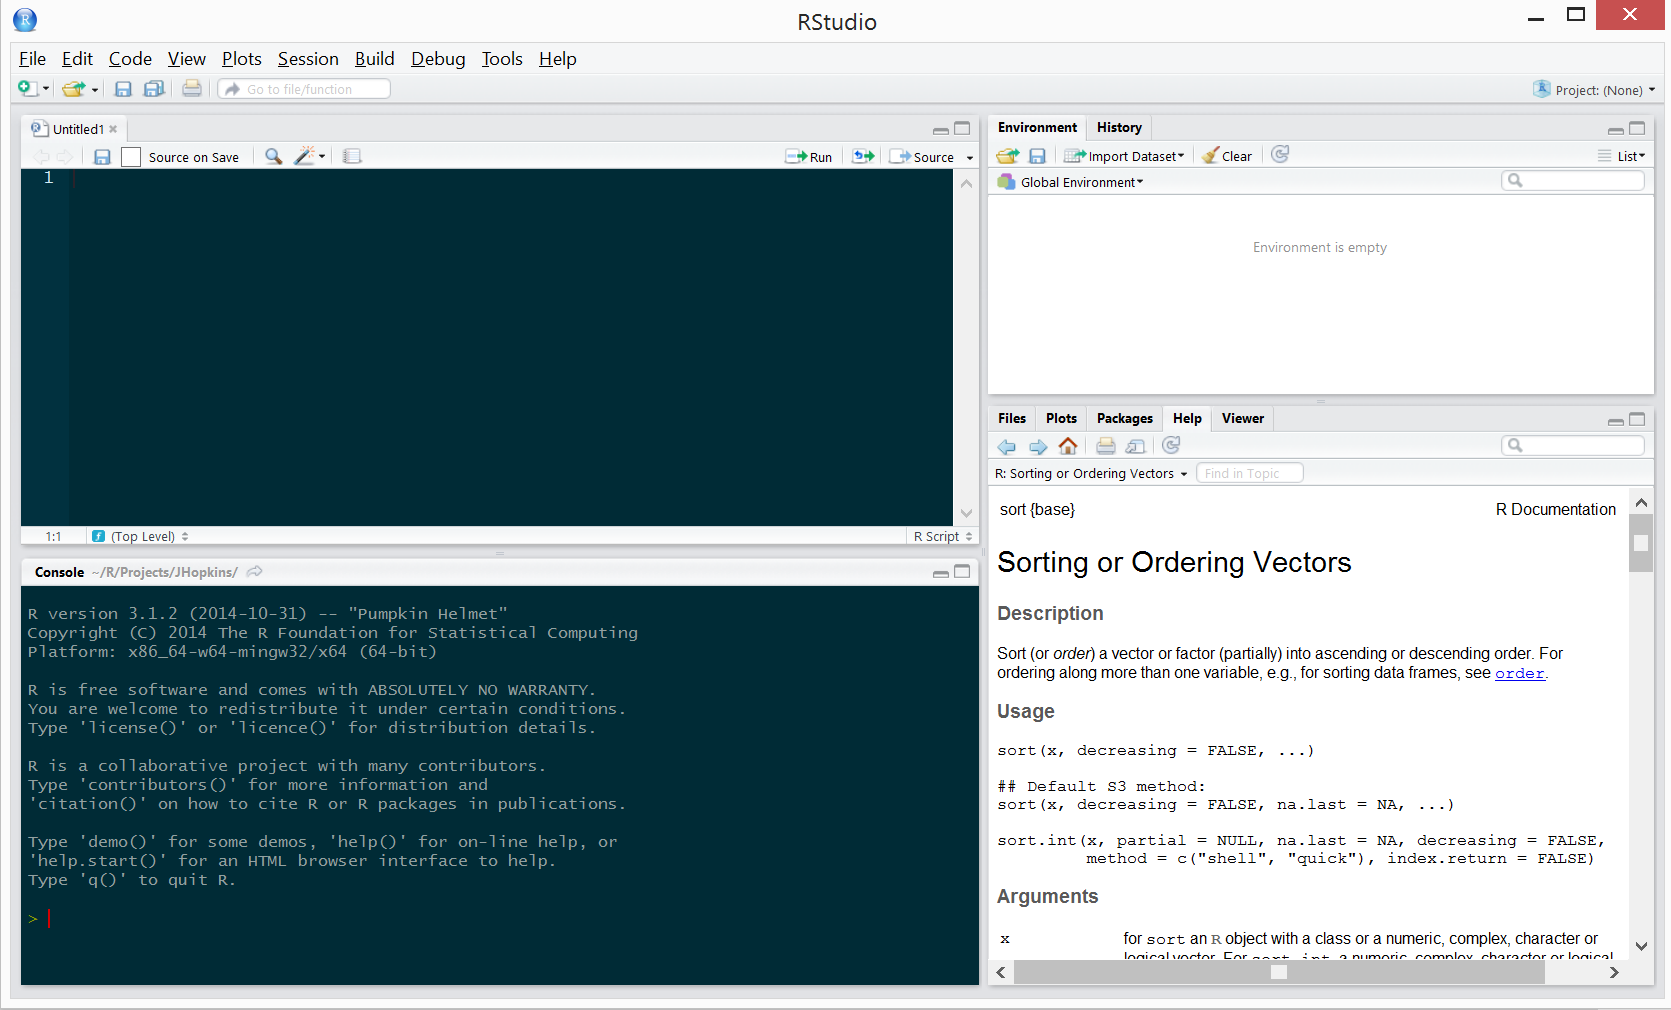 RStudio
File Edit Code View Plots Session Build Debug Tools Help
Go to file/function
Project: (None)
Untitled1
Source on Save
Run
Source
1
1:1
(Top Level)
R Script
Console ~/R/Projects/JHopkins/
R version 3.1.2 (2014-10-31) -- "Pumpkin Helmet"
Copyright (C) 2014 The R Foundation for Statistical Computing
Platform: x86_64-w64-mingw32/x64 (64-bit)
R is free software and comes with ABSOLUTELY NO WARRANTY.
You are welcome to redistribute it under certain conditions.
Type 'license()' or 'licence()' for distribution details.
R is a collaborative project with many contributors.
Type 'contributors()' for more information and
'citation()' on how to cite R or R packages in publications.
Type 'demo()' for some demos, 'help()' for on-line help, or
'help.start()' for an HTML browser interface to help.
Type 'q()' to quit R.
>
Environment History
Import Dataset
Clear
List
Global Environment
Environment is empty
Files Plots Packages Help Viewer
R: Sorting or Ordering Vectors
Find in Topic
sort {base}
R Documentation
Sorting or Ordering Vectors
Description
Sort (or order) a vector or factor (partially) into ascending or descending order. For
ordering along more than one variable, e.g., for sorting data frames, see order.
Usage
sort(x, decreasing = FALSE, ...)
## Default S3 method:
sort(x, decreasing = FALSE, na.last = NA, ...)
sort.int(x, partial = NULL, na.last = NA, decreasing = FALSE,
method = c("shell", "quick"), index.return = FALSE)
Arguments
x
for sort an R object with a class or a numeric, complex, character or
logical vector. For sort.int, a numeric, complex, character or logical